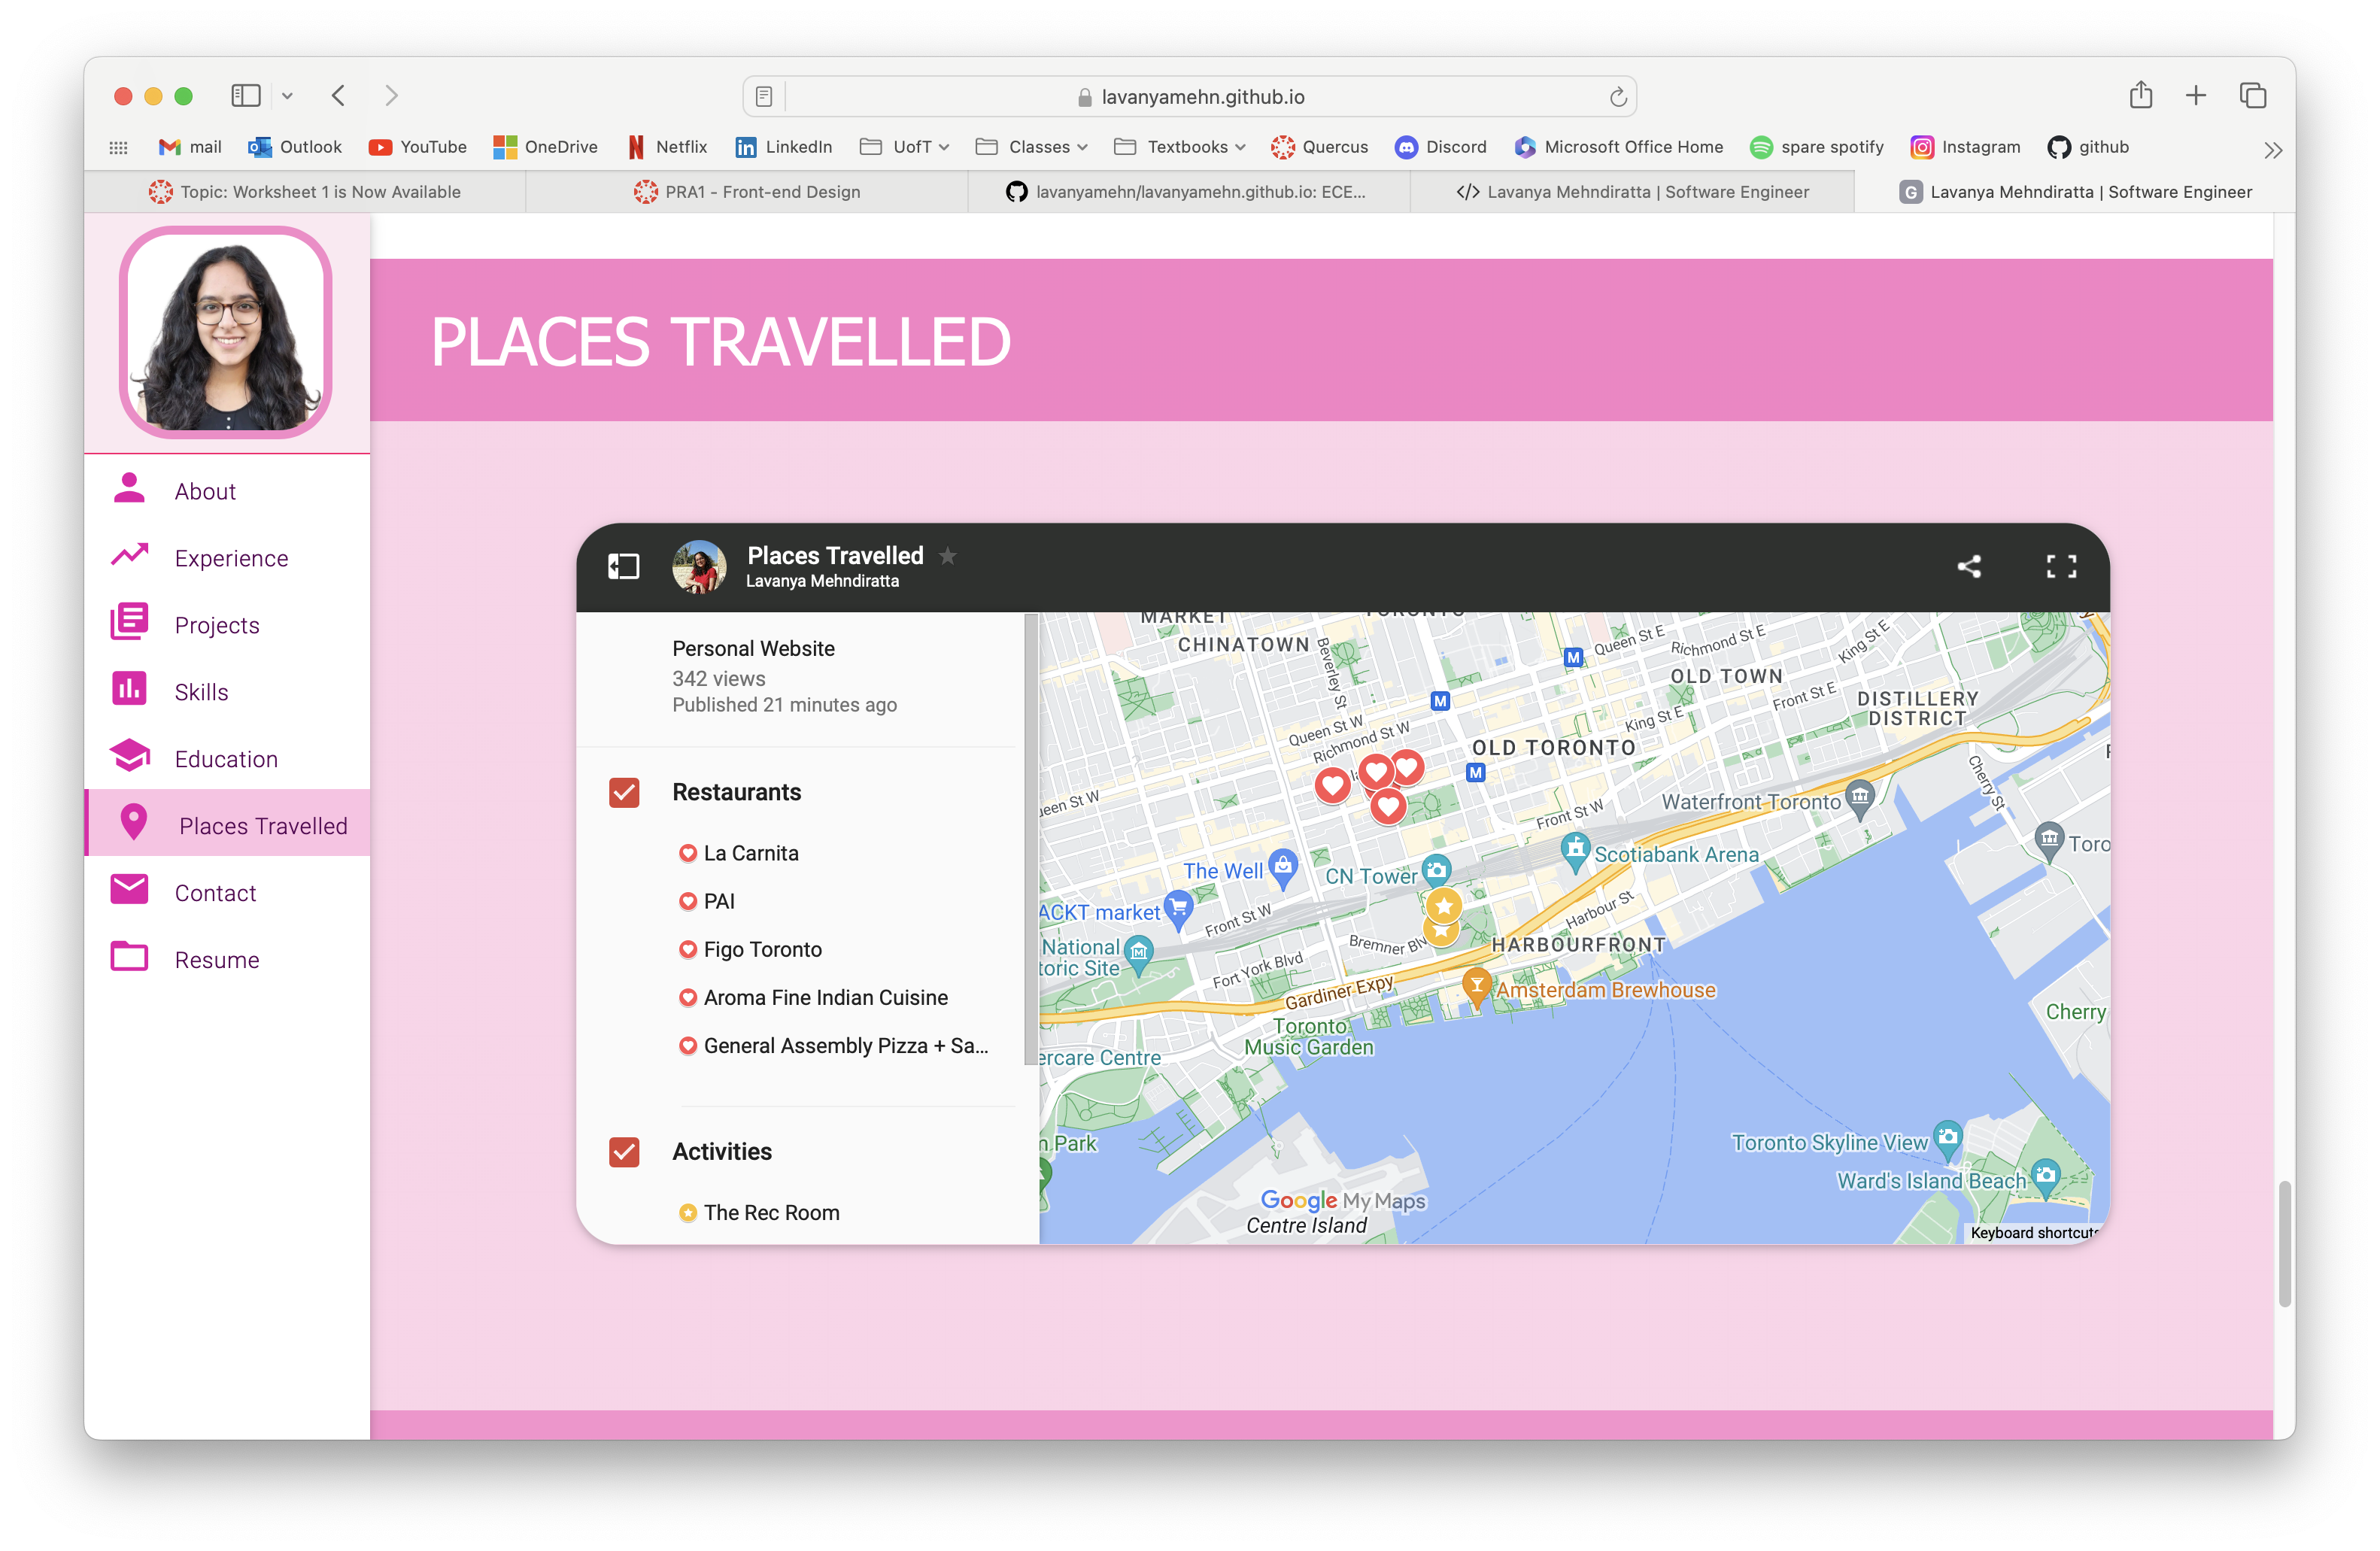 lavanyamehn.github.io
mail Outlook YouTube OneDrive Netflix LinkedIn UofT Classes Textbooks Quercus Discord Microsoft Office Home spare spotify Instagram github
Topic: Worksheet 1 is Now Available
PRA1 - Front-end Design
lavanyamehn/lavanyamehn.github.io: ECE...
</> Lavanya Mehndiratta | Software Engineer
G Lavanya Mehndiratta | Software Engineer
About
Experience
Projects
Skills
Education
Places Travelled
Contact
Resume
PLACES TRAVELLED
Places Travelled
Lavanya Mehndiratta
Personal Website
342 views
Published 21 minutes ago
Restaurants
La Carnita
PAI
Figo Toronto
Aroma Fine Indian Cuisine
General Assembly Pizza + Sa...
Activities
The Rec Room
MARKET
CHINATOWN
Beverley St
M
Queen St E
Richmond St E
King St E
OLD TOWN
M
Front St E
DISTILLERY
DISTRICT
King St E
Queen St W
Richmond St W
OLD TORONTO
M
Cherry St
ueen St W
Front St W
Waterfront Toronto
Toro
The Well
CN Tower
Scotiabank Arena
ACKT market
Front St W
Harbour St
National
toric Site
Bremner Blv
HARBOURFRONT
Fort York Blvd
Gardiner Expy
Amsterdam Brewhouse
Cherry
Toronto
Music Garden
ercare Centre
n Park
Toronto Skyline View
Ward's Island Beach
Google My Maps
Centre Island
Keyboard shortcuts